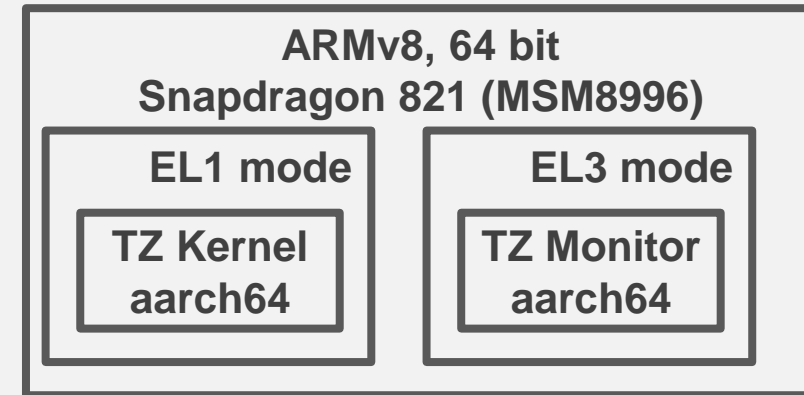 ARMv8, 64 bit
Snapdragon 821 (MSM8996)
EL1 mode
TZ Kernel
aarch64
EL3 mode
TZ Monitor
aarch64